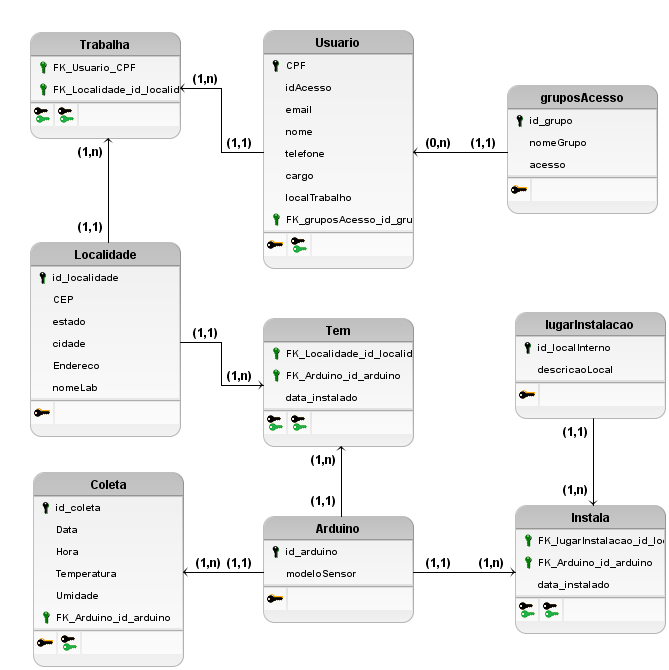 Trabalha
FK_Usuario_CPF
FK_Localidade_id_localid
(1,n)
(1,1)
Usuario
CPF
idAcesso
email
nome
telefone
cargo
localTrabalho
FK_gruposAcesso_id_gru
(0,n)
(1,1)
gruposAcesso
id_grupo
nomeGrupo
acesso
(1,n)
(1,1)
Localidade
id_localidade
CEP
estado
cidade
Endereco
nomeLab
(1,1)
(1,n)
Tem
FK_Localidade_id_localid
FK_Arduino_id_arduino
data_instalado
lugarInstalacao
id_localInterno
descricaoLocal
(1,1)
(1,n)
(1,n)
(1,1)
Coleta
id_coleta
Data
Hora
Temperatura
Umidade
FK_Arduino_id_arduino
(1,n)
(1,1)
Arduino
id_arduino
modeloSensor
(1,1)
(1,n)
Instala
FK_lugarInstalacao_id_lo
FK_Arduino_id_arduino
data_instalado